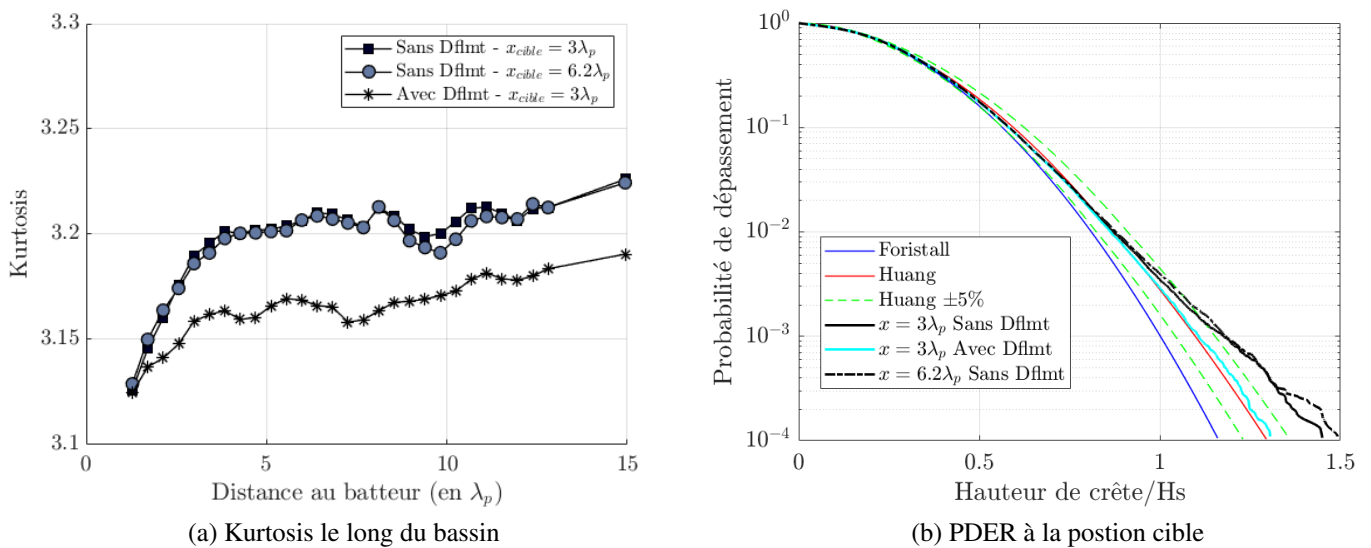 3.3
3.25
3.2
3.15
3.1
Kurtosis
0
5
10
15
Distance au batteur (en λ_p)
Sans Dflmt - x_cible = 3λ_p
Sans Dflmt - x_cible = 6.2λ_p
Avec Dflmt - x_cible = 3λ_p
(a) Kurtosis le long du bassin
10^0
10^-1
10^-2
10^-3
10^-4
Probabilité de dépassement
0
0.5
1
1.5
Hauteur de crête/Hs
Foristall
Huang
Huang ±5%
x = 3λ_p Sans Dflmt
x = 3λ_p Avec Dflmt
x = 6.2λ_p Sans Dflmt
(b) PDER à la postion cible